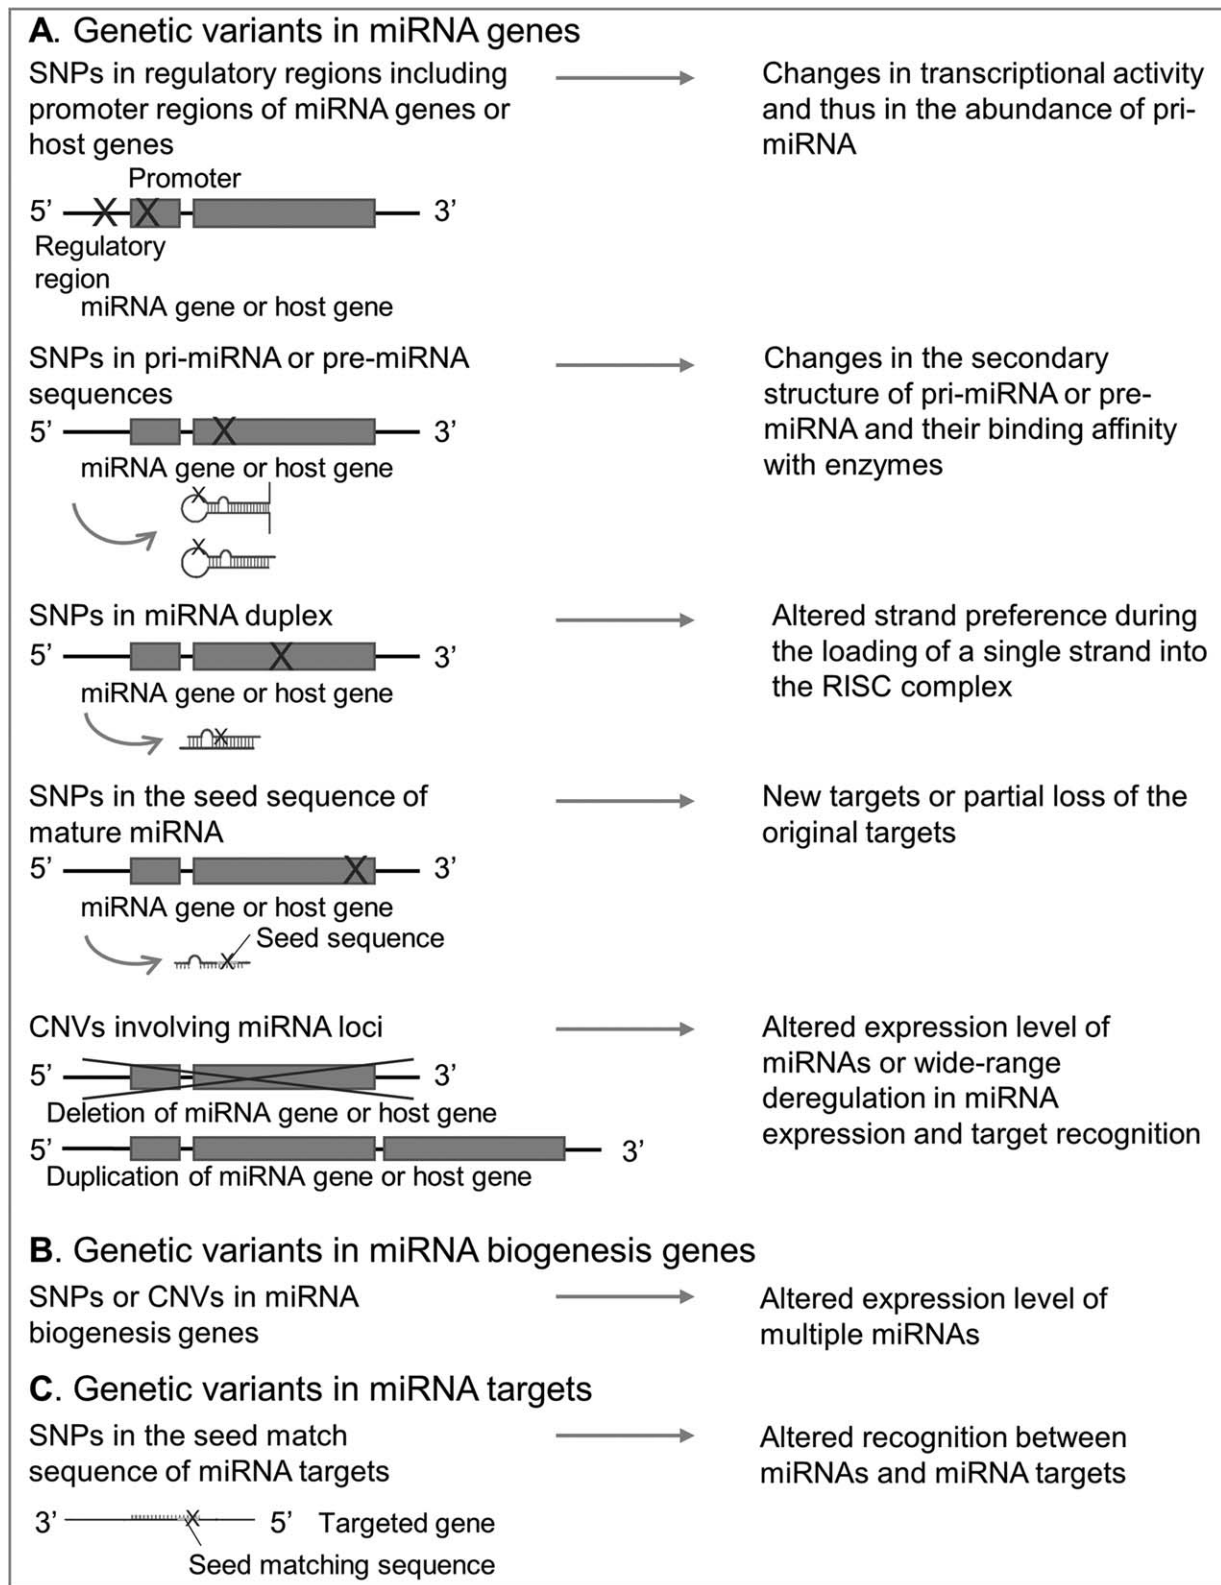 A. Genetic variants in miRNA genes
SNPs in regulatory regions including
promoter regions of miRNA genes or
host genes
Changes in transcriptional activity
and thus in the abundance of pri-
miRNA
Promoter
5’
3’
Regulatory
region
miRNA gene or host gene
SNPs in pri-miRNA or pre-miRNA
sequences
Changes in the secondary
structure of pri-miRNA or pre-
miRNA and their binding affinity
with enzymes
5’
3’
miRNA gene or host gene
SNPs in miRNA duplex
Altered strand preference during
the loading of a single strand into
the RISC complex
5’
3’
miRNA gene or host gene
SNPs in the seed sequence of
mature miRNA
New targets or partial loss of the
original targets
5’
3’
miRNA gene or host gene
Seed sequence
CNVs involving miRNA loci
Altered expression level of
miRNAs or wide-range
deregulation in miRNA
expression and target recognition
5’
3’
Deletion of miRNA gene or host gene
5’
3’
Duplication of miRNA gene or host gene
B. Genetic variants in miRNA biogenesis genes
SNPs or CNVs in miRNA
biogenesis genes
Altered expression level of
multiple miRNAs
C. Genetic variants in miRNA targets
SNPs in the seed match
sequence of miRNA targets
Altered recognition between
miRNAs and miRNA targets
3’
5’ Targeted gene
Seed matching sequence